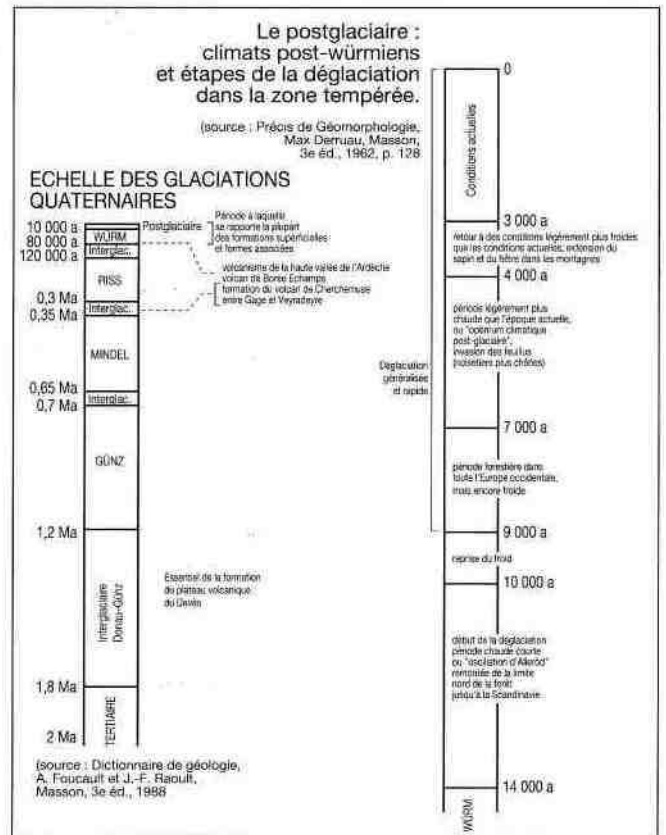 Le postglaciaire :
climats post-würmiens
et étapes de la déglaciation
dans la zone tempérée.
(source : Précis de Géomorphologie,
Max Derruau, Masson,
3e éd., 1962, p. 128
ECHELLE DES GLACIATIONS
QUATERNAIRES
10 000 a
80 000 a
120 000 a
0,3 Ma
0,35 Ma
0,65 Ma
0,7 Ma
1,2 Ma
1,8 Ma
2 Ma
WÜRM
Interglac.
RISS
Interglac.
MINDEL
Interglac.
GÜNZ
Interglaciaire
Donau-Günz
TERTIAIRE
Postglaciaire
Période à laquelle
se rapporte la plupart
des formations superficielles
et formes associées
volcanisme de la haute vallée de l'Ardèche
volcan de Borée Echamps
formation du volcan de Cherchemuse
entre Gage et Veyradeyre
Essentiel de la formation
du plateau volcanique
du Devès
(source : Dictionnaire de géologie,
A. Foucault et J.-F. Raoult,
Masson, 3e éd., 1988
Déglaciation
généralisée
et rapide
0
Conditions actuelles
3 000 a
retour à des conditions légèrement plus froides
que les conditions actuelles, extension du
sapin et du hêtre dans les montagnes
4 000 a
période légèrement plus
chaude que l'époque actuelle,
ou "optimum climatique
post-glaciaire",
invasion des feuillus
(noisetiers puis chênes)
7 000 a
période forestière dans
toute l'Europe occidentale,
mais encore froide
9 000 a
reprise du froid
10 000 a
début de la déglaciation
période chaude courte
ou "oscillation d'Alleröd"
remontée de la limite
nord de la forêt
jusqu'à la Scandinavie
14 000 a
WÜRM